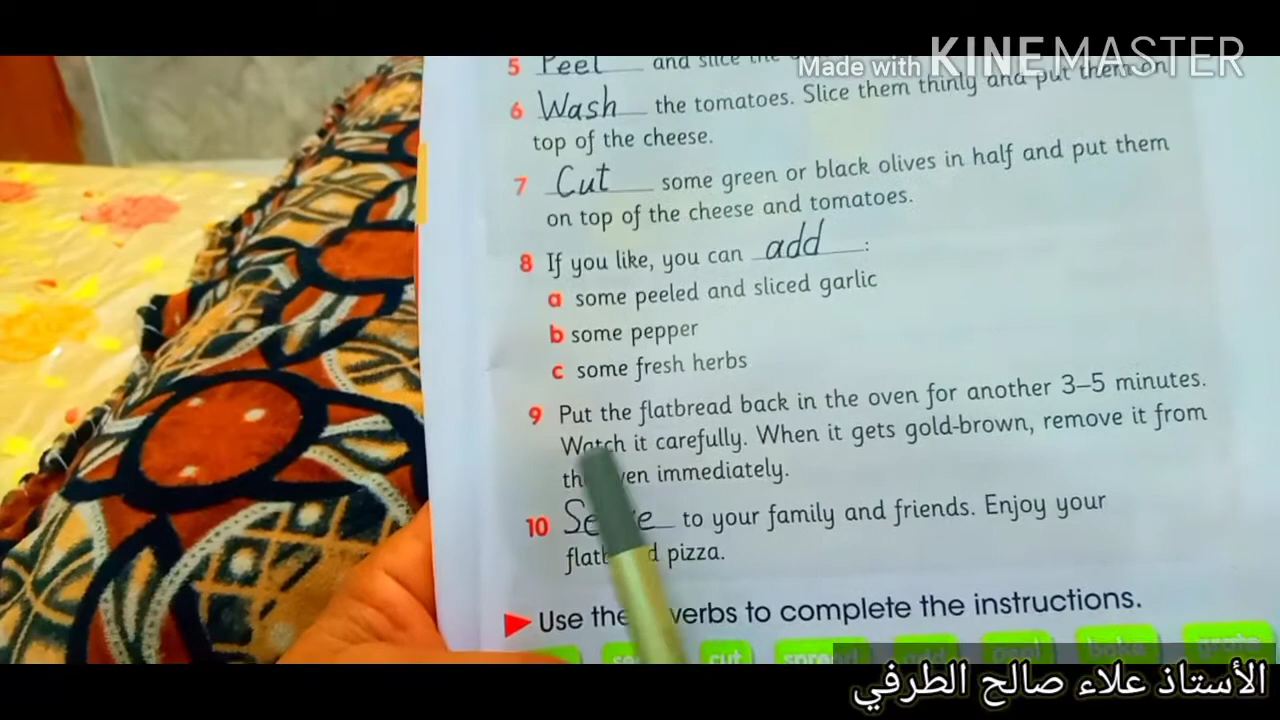 Made with KINEMASTER
5 Peel and slice the
6 Wash the tomatoes. Slice them thinly and put them on
top of the cheese.
7 Cut some green or black olives in half and put them
on top of the cheese and tomatoes.
8 If you like, you can add :
a some peeled and sliced garlic
b some pepper
c some fresh herbs
9 Put the flatbread back in the oven for another 3–5 minutes.
Watch it carefully. When it gets gold-brown, remove it from
immediately.
10 to your family and friends. Enjoy your
pizza.
Use verbs to complete the instructions.
cut spread add peel bake grate
الأستاذ علاء صالح الطرفي